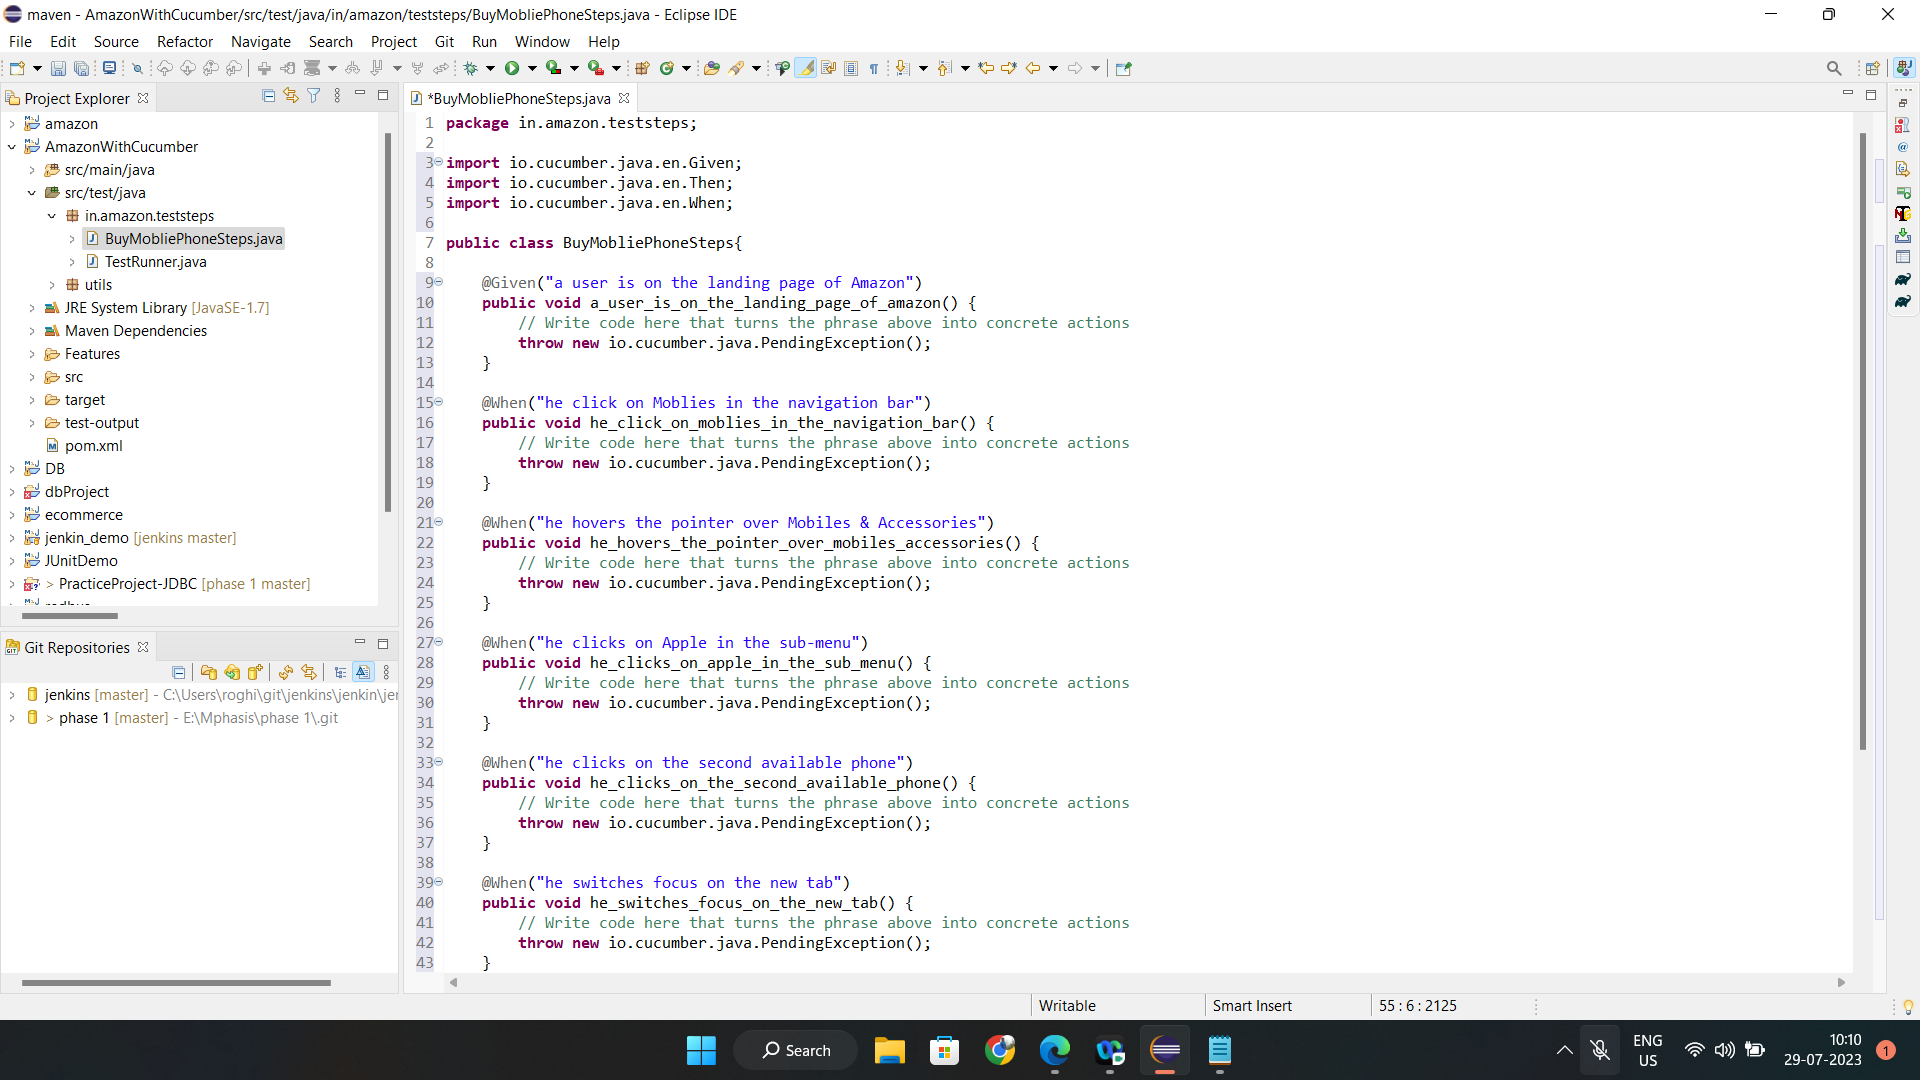 maven - AmazonWithCucumber/src/test/java/in/amazon/teststeps/BuyMobliePhoneSteps.java - Eclipse IDE
File Edit Source Refactor Navigate Search Project Git Run Window Help
Project Explorer
amazon
AmazonWithCucumber
src/main/java
src/test/java
in.amazon.teststeps
BuyMobliePhoneSteps.java
TestRunner.java
utils
JRE System Library [JavaSE-1.7]
Maven Dependencies
Features
src
target
test-output
pom.xml
DB
dbProject
ecommerce
jenkin_demo [jenkins master]
JUnitDemo
> PracticeProject-JDBC [phase 1 master]
Git Repositories
jenkins [master] - C:\Users\roghi\git\jenkins\jenkin\jer
> phase 1 [master] - E:\Mphasis\phase 1\.git
*BuyMobliePhoneSteps.java
1 package in.amazon.teststeps;
2
3 import io.cucumber.java.en.Given;
4 import io.cucumber.java.en.Then;
5 import io.cucumber.java.en.When;
6
7 public class BuyMobliePhoneSteps{
8
9 @Given("a user is on the landing page of Amazon")
10 public void a_user_is_on_the_landing_page_of_amazon() {
11 // Write code here that turns the phrase above into concrete actions
12 throw new io.cucumber.java.PendingException();
13 }
14
15 @When("he click on Moblies in the navigation bar")
16 public void he_click_on_moblies_in_the_navigation_bar() {
17 // Write code here that turns the phrase above into concrete actions
18 throw new io.cucumber.java.PendingException();
19 }
20
21 @When("he hovers the pointer over Mobiles & Accessories")
22 public void he_hovers_the_pointer_over_mobiles_accessories() {
23 // Write code here that turns the phrase above into concrete actions
24 throw new io.cucumber.java.PendingException();
25 }
26
27 @When("he clicks on Apple in the sub-menu")
28 public void he_clicks_on_apple_in_the_sub_menu() {
29 // Write code here that turns the phrase above into concrete actions
30 throw new io.cucumber.java.PendingException();
31 }
32
33 @When("he clicks on the second available phone")
34 public void he_clicks_on_the_second_available_phone() {
35 // Write code here that turns the phrase above into concrete actions
36 throw new io.cucumber.java.PendingException();
37 }
38
39 @When("he switches focus on the new tab")
40 public void he_switches_focus_on_the_new_tab() {
41 // Write code here that turns the phrase above into concrete actions
42 throw new io.cucumber.java.PendingException();
43 }
Writable Smart Insert 55 : 6 : 2125
Search
ENG
US
10:10
29-07-2023
1